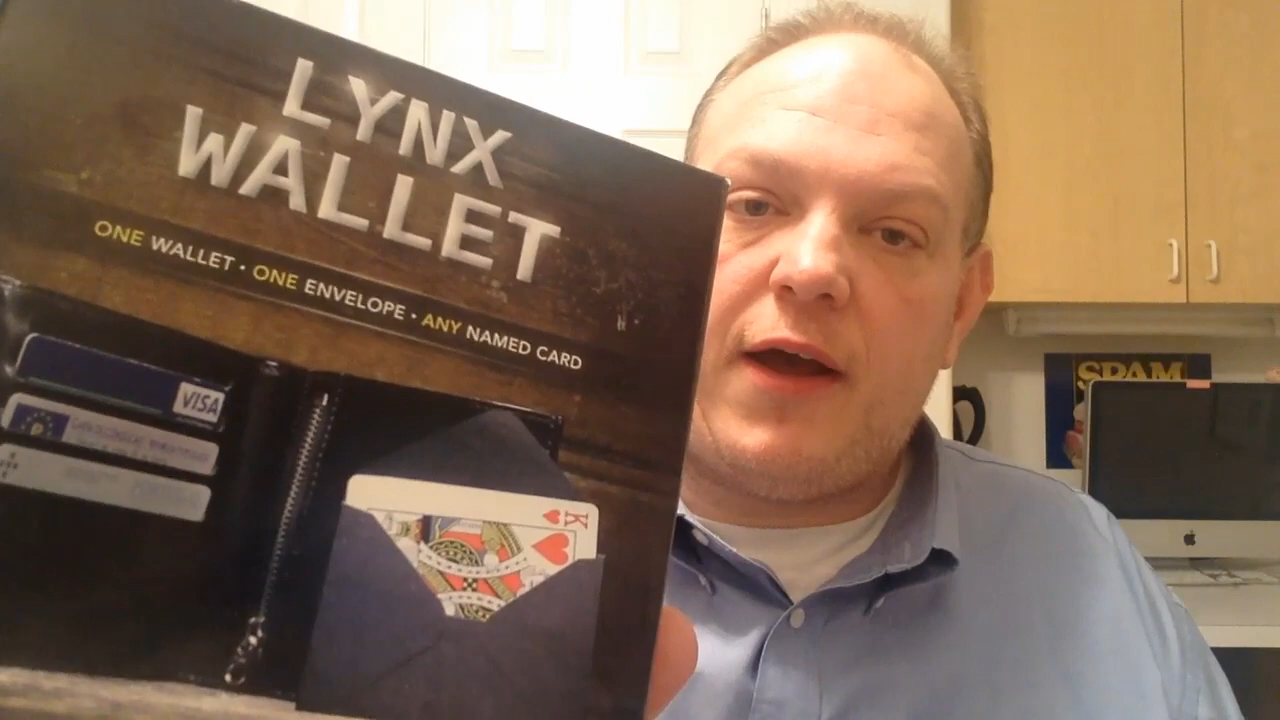 LYNX
WALLET
ONE WALLET · ONE ENVELOPE · ANY NAMED CARD
VISA
K
SPAM